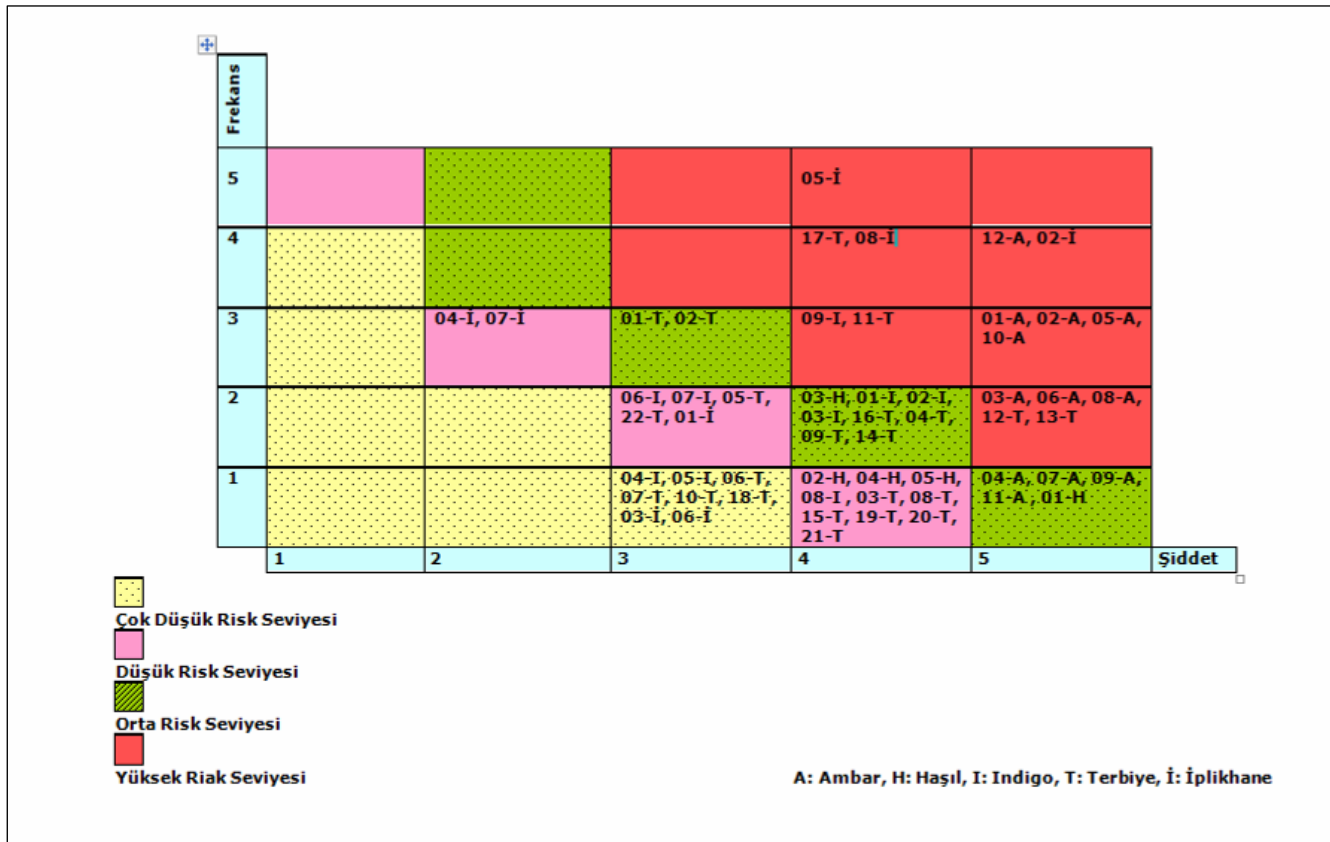 Frekans
5
05-İ
4
17-T, 08-İ
12-A, 02-İ
3
04-İ, 07-İ
01-T, 02-T
09-I, 11-T
01-A, 02-A, 05-A,
10-A
2
06-I, 07-I, 05-T,
22-T, 01-İ
03-H, 01-I, 02-I,
03-I, 16-T, 04-T,
09-T, 14-T
03-A, 06-A, 08-A,
12-T, 13-T
1
04-I, 05-I, 06-T,
07-T, 10-T, 18-T,
03-İ, 06-İ
02-H, 04-H, 05-H,
08-I , 03-T, 08-T,
15-T, 19-T, 20-T,
21-T
04-A, 07-A, 09-A,
11-A , 01-H
1
2
3
4
5
Şiddet
Çok Düşük Risk Seviyesi
Düşük Risk Seviyesi
Orta Risk Seviyesi
Yüksek Riak Seviyesi
A: Ambar, H: Haşıl, I: Indigo, T: Terbiye, İ: İplikhane